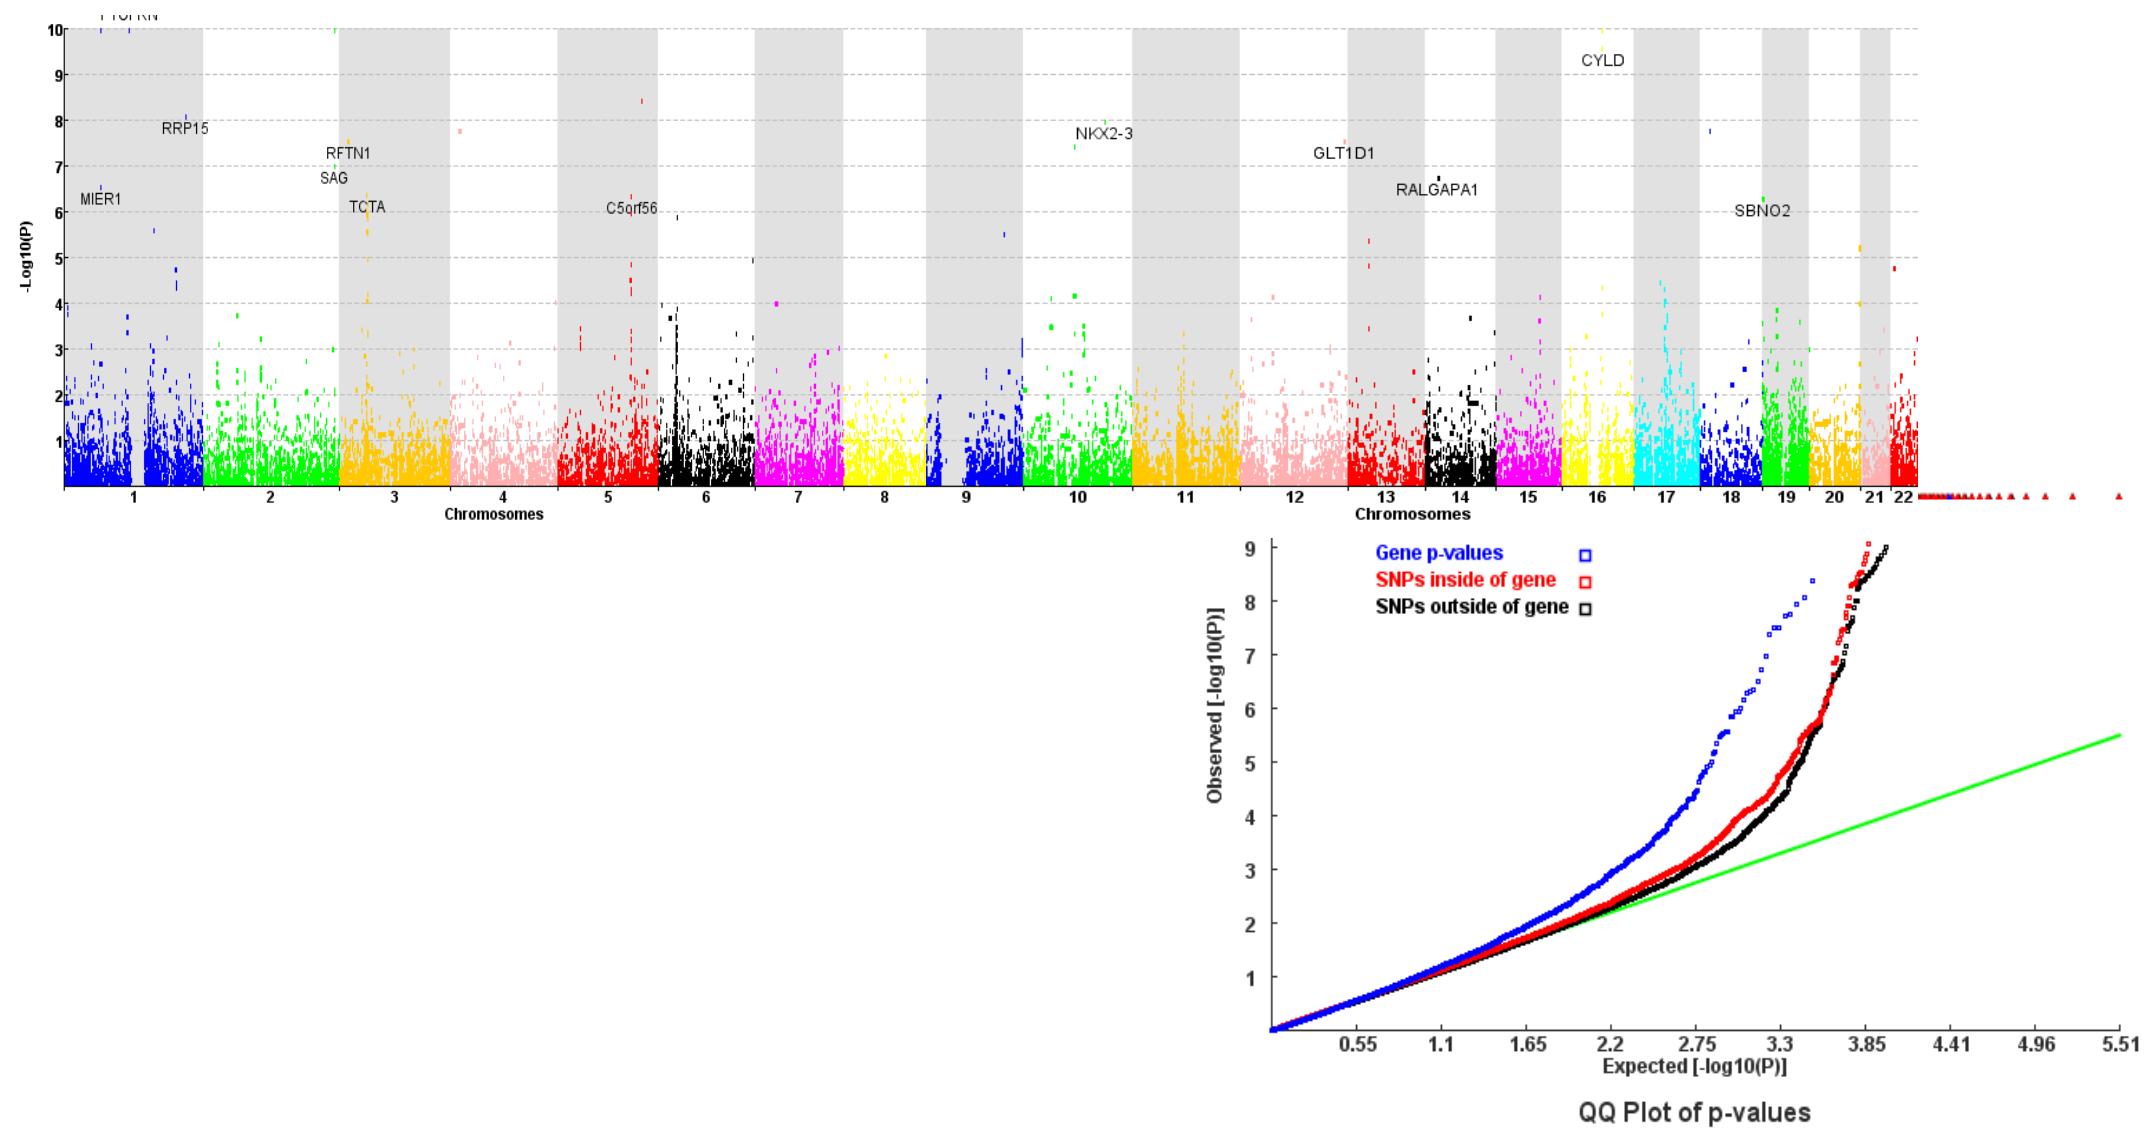 10
9
CYLD
8
RRP15
NKX2-3
RFTN1
GLT1D1
7
SAG
RALGAPA1
MIER1
TCTA
C5orf56
SBNO2
6
5
4
3
2
1
-Log10(P)
1 2 3 4 5 6 7 8 9 10 11 12 13 14 15 16 17 18 19 20 21 22
Chromosomes Chromosomes
Gene p-values
SNPs inside of gene
SNPs outside of gene
9
8
7
6
5
4
3
2
1
Observed [-log10(P)]
0.55 1.1 1.65 2.2 2.75 3.3 3.85 4.41 4.96 5.51
Expected [-log10(P)]
QQ Plot of p-values